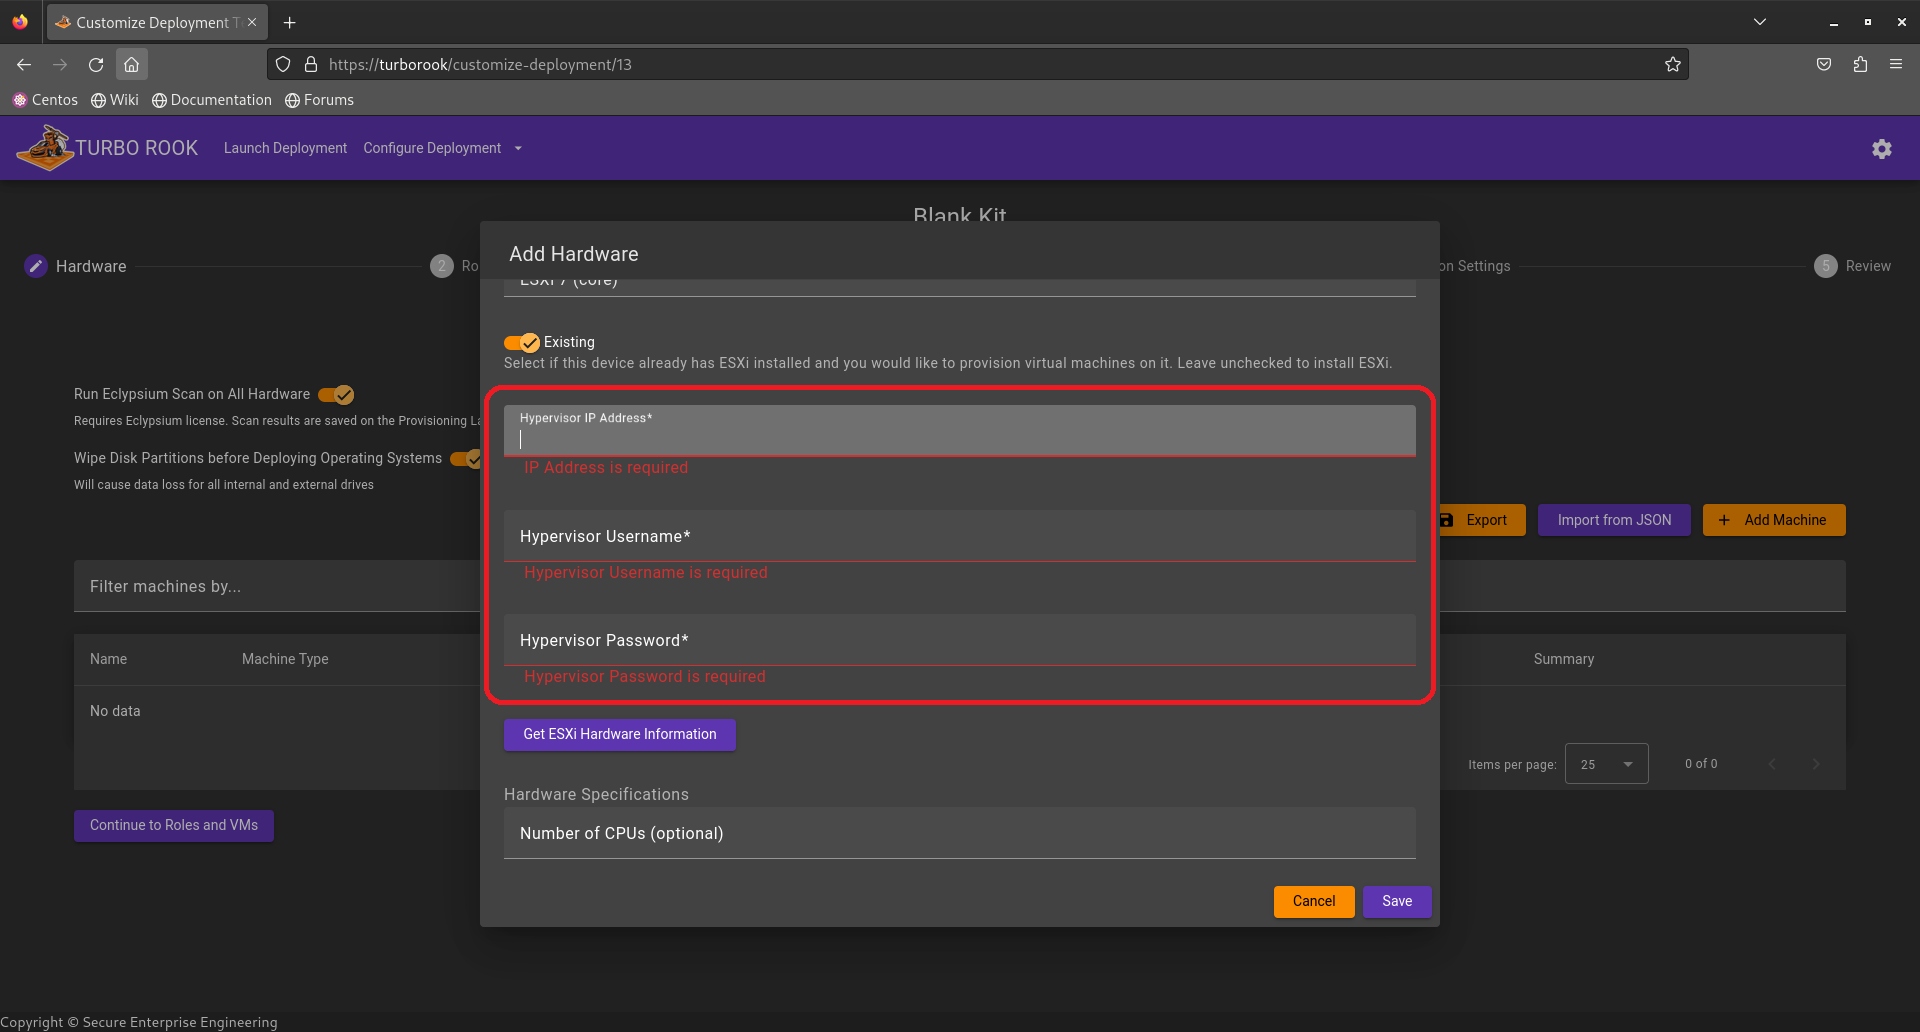 Customize Deployment T
https://turborook/customize-deployment/13
Centos Wiki Documentation Forums
TURBO ROOK Launch Deployment Configure Deployment
Blank Kit
Hardware 2 Ro on Settings 5 Review
Add Hardware
ESXi 7 (core)
Existing
Select if this device already has ESXi installed and you would like to provision virtual machines on it. Leave unchecked to install ESXi.
Run Eclypsium Scan on All Hardware
Requires Eclypsium license. Scan results are saved on the Provisioning La
Wipe Disk Partitions before Deploying Operating Systems
Will cause data loss for all internal and external drives
Hypervisor IP Address*
IP Address is required
Hypervisor Username*
Hypervisor Username is required
Hypervisor Password*
Hypervisor Password is required
Export Import from JSON + Add Machine
Filter machines by...
Name Machine Type Summary
No data
Get ESXi Hardware Information
Items per page: 25 0 of 0
Hardware Specifications
Number of CPUs (optional)
Continue to Roles and VMs
Cancel Save
Copyright © Secure Enterprise Engineering